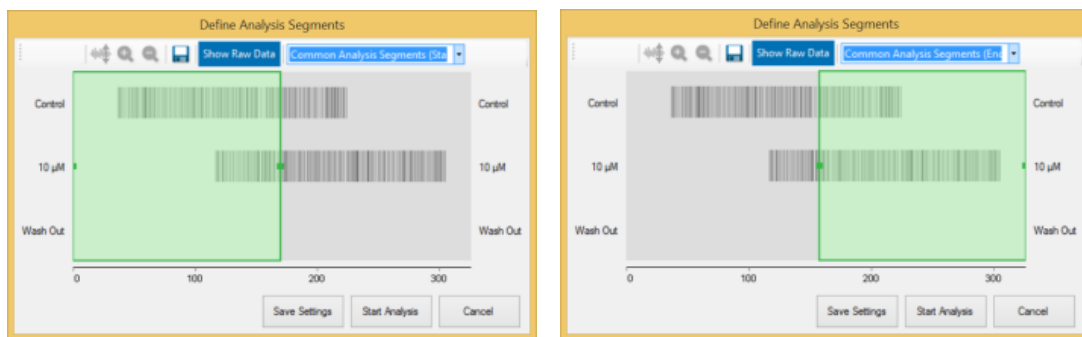 Define Analysis Segments
Show Raw Data Common Analysis Segments (Sta
Control Control
10 µM 10 µM
Wash Out Wash Out
0 100 200 300
Save Settings Start Analysis Cancel
Define Analysis Segments
Show Raw Data Common Analysis Segments (End
Control Control
10 µM 10 µM
Wash Out Wash Out
0 100 200 300
Save Settings Start Analysis Cancel